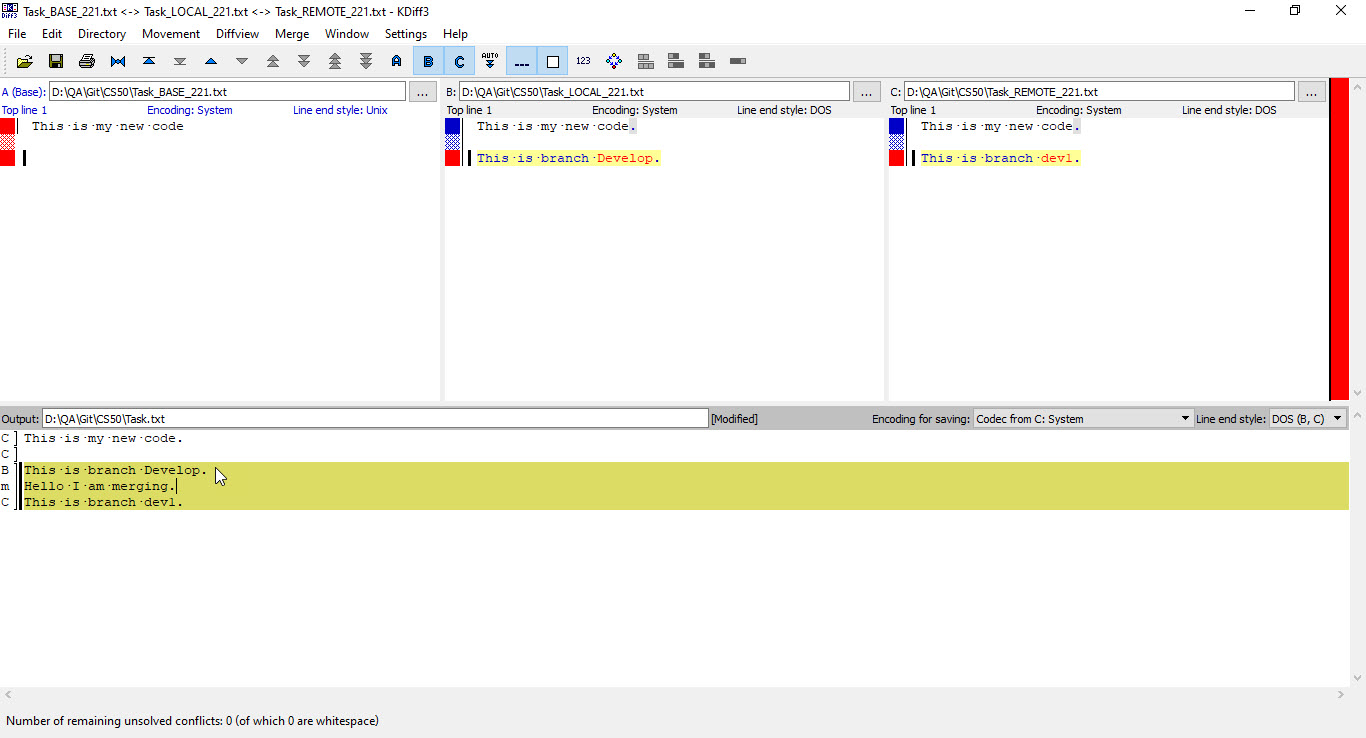 Task_BASE_221.txt <-> Task_LOCAL_221.txt <-> Task_REMOTE_221.txt - KDiff3
File Edit Directory Movement Diffview Merge Window Settings Help
A B C AUTO 123
A (Base): D:\QA\Git\CS50\Task_BASE_221.txt ...
Top line 1 Encoding: System Line end style: Unix
This·is·my·new·code
B: D:\QA\Git\CS50\Task_LOCAL_221.txt ...
Top line 1 Encoding: System Line end style: DOS
This·is·my·new·code.
This·is·branch·Develop.
C: D:\QA\Git\CS50\Task_REMOTE_221.txt ...
Top line 1 Encoding: System Line end style: DOS
This·is·my·new·code.
This·is·branch·dev1.
Output: D:\QA\Git\CS50\Task.txt [Modified] Encoding for saving: Codec from C: System Line end style: DOS (B, C)
C This·is·my·new·code.
C
B This·is·branch·Develop.
m Hello·I·am·merging.
C This·is·branch·dev1.
Number of remaining unsolved conflicts: 0 (of which 0 are whitespace)